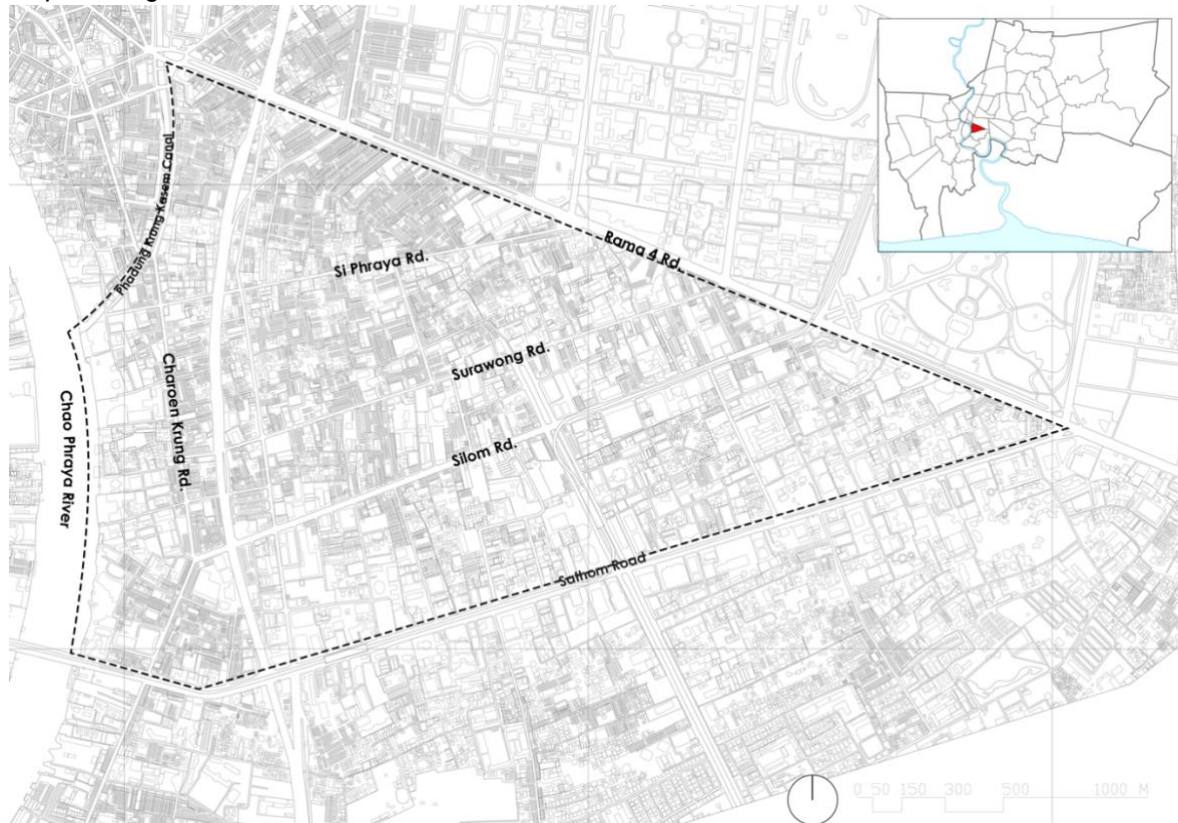 Phadung Krung Kasem Canal
Rama 4 Rd.
Si Phraya Rd.
Surawong Rd.
Charoen Krung Rd.
Chao Phraya River
Silom Rd.
Sathorn Road
0 50 150 300 500 1000 M